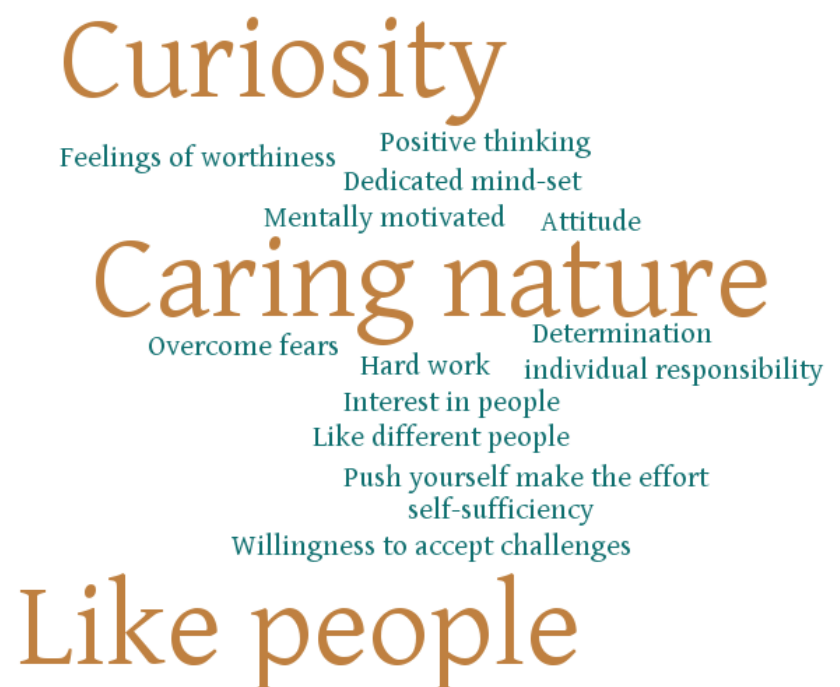 Curiosity
Positive thinking
Feelings of worthiness
Dedicated mind-set
Mentally motivated
Attitude
Caring nature
Determination
Overcome fears
Hard work
individual responsibility
Interest in people
Like different people
Push yourself make the effort
self-sufficiency
Willingness to accept challenges
Like people